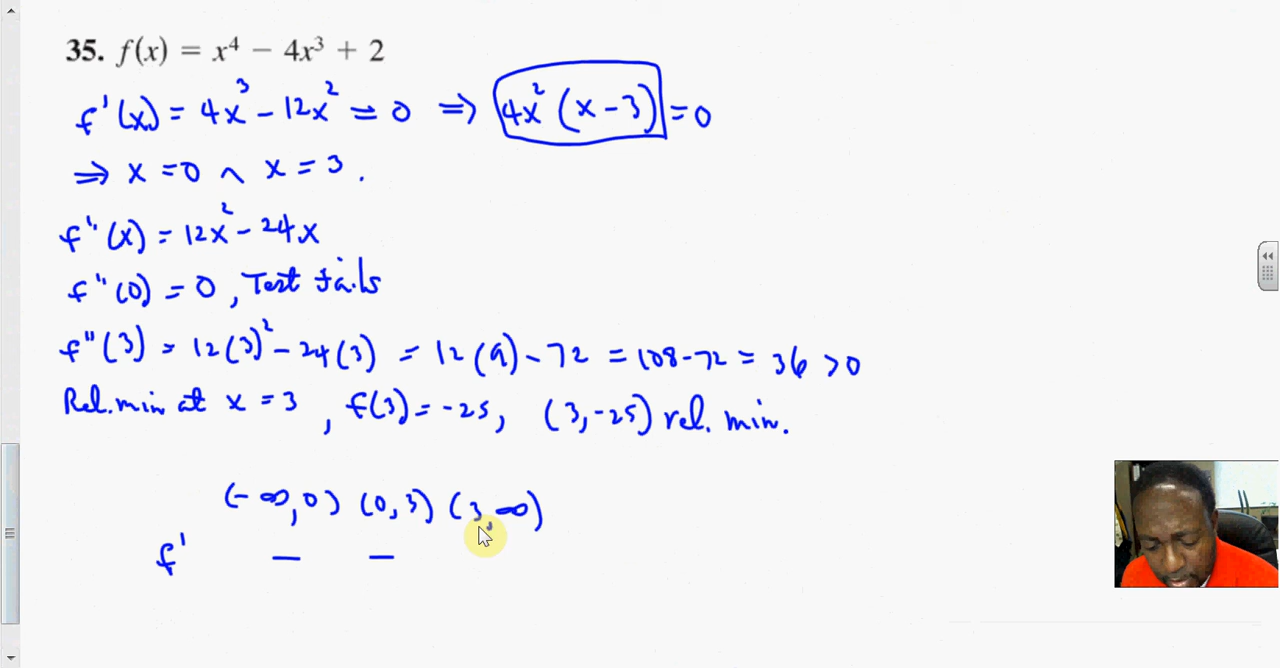 35. f(x) = x⁴ − 4x³ + 2
f'(x) = 4x³ − 12x² = 0 ⇒ 4x² (x − 3) = 0
⇒ x = 0 ∧ x = 3.
f''(x) = 12x² − 24x
f''(0) = 0, Test fails
f''(3) = 12(3)² − 24(3) = 12(9) − 72 = 108 − 72 = 36 > 0
Rel. min at x = 3, f(3) = −25, (3, −25) rel. min.
(−∞, 0) (0, 3) (3, ∞)
f' − −